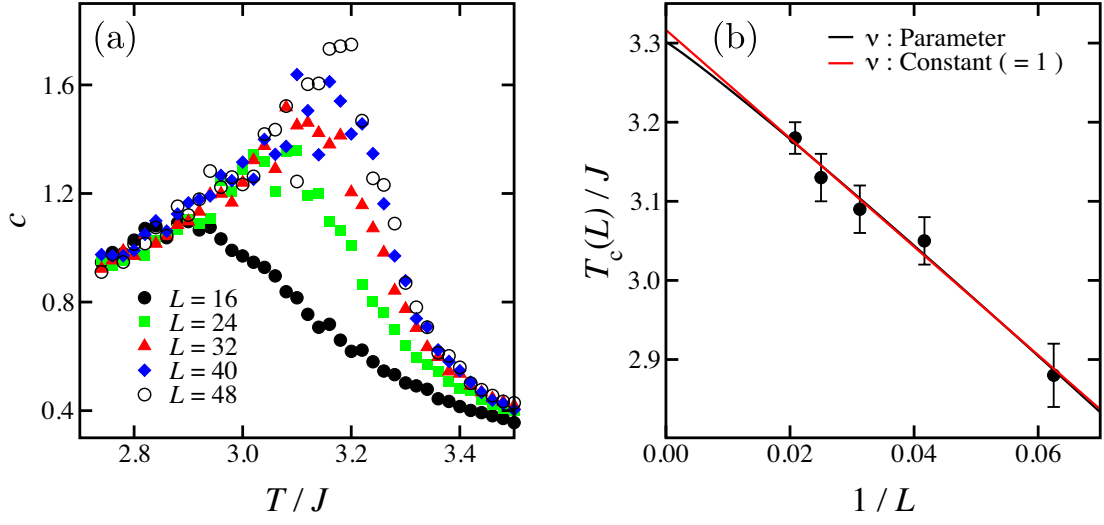 (a)
c
1.6
1.2
0.8
0.4
L = 16
L = 24
L = 32
L = 40
L = 48
2.8 3.0 3.2 3.4
T / J
(b)
ν : Parameter
ν : Constant ( = 1 )
T_c(L) / J
3.3
3.2
3.1
3.0
2.9
0.00 0.02 0.04 0.06
1 / L